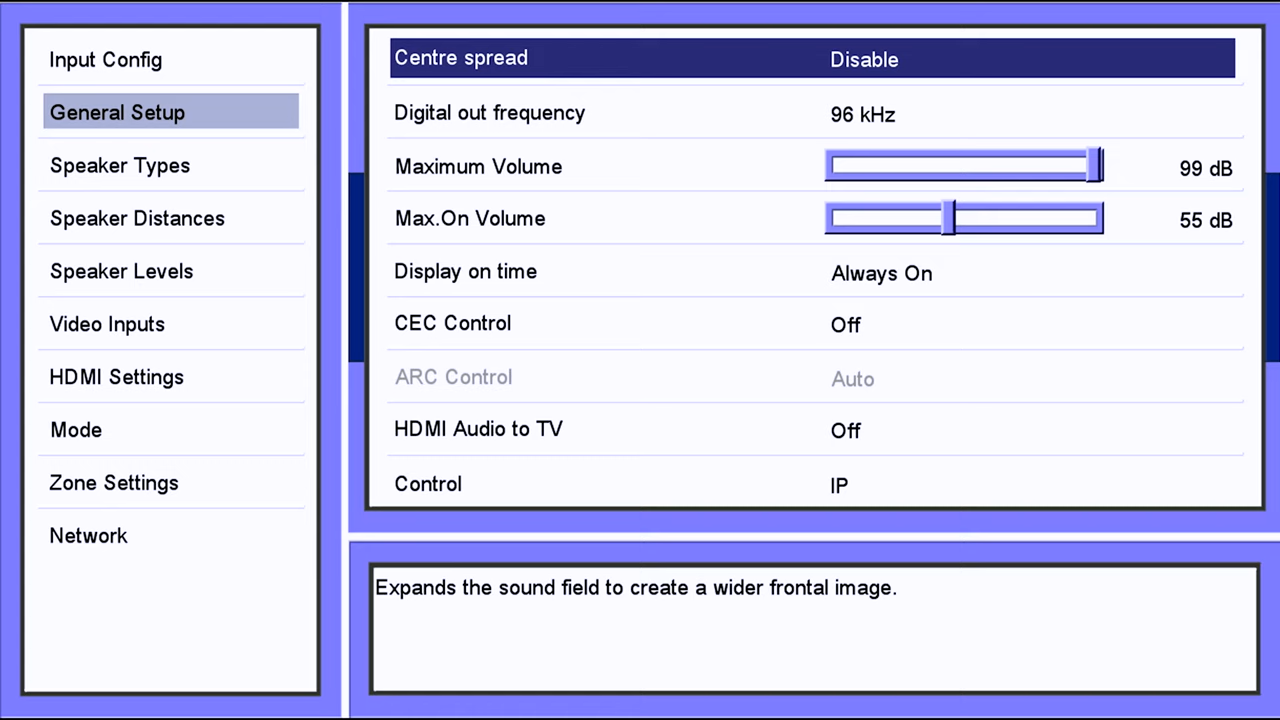 Input Config
General Setup
Speaker Types
Speaker Distances
Speaker Levels
Video Inputs
HDMI Settings
Mode
Zone Settings
Network
Centre spread Disable
Digital out frequency 96 kHz
Maximum Volume 99 dB
Max.On Volume 55 dB
Display on time Always On
CEC Control Off
ARC Control Auto
HDMI Audio to TV Off
Control IP
Expands the sound field to create a wider frontal image.